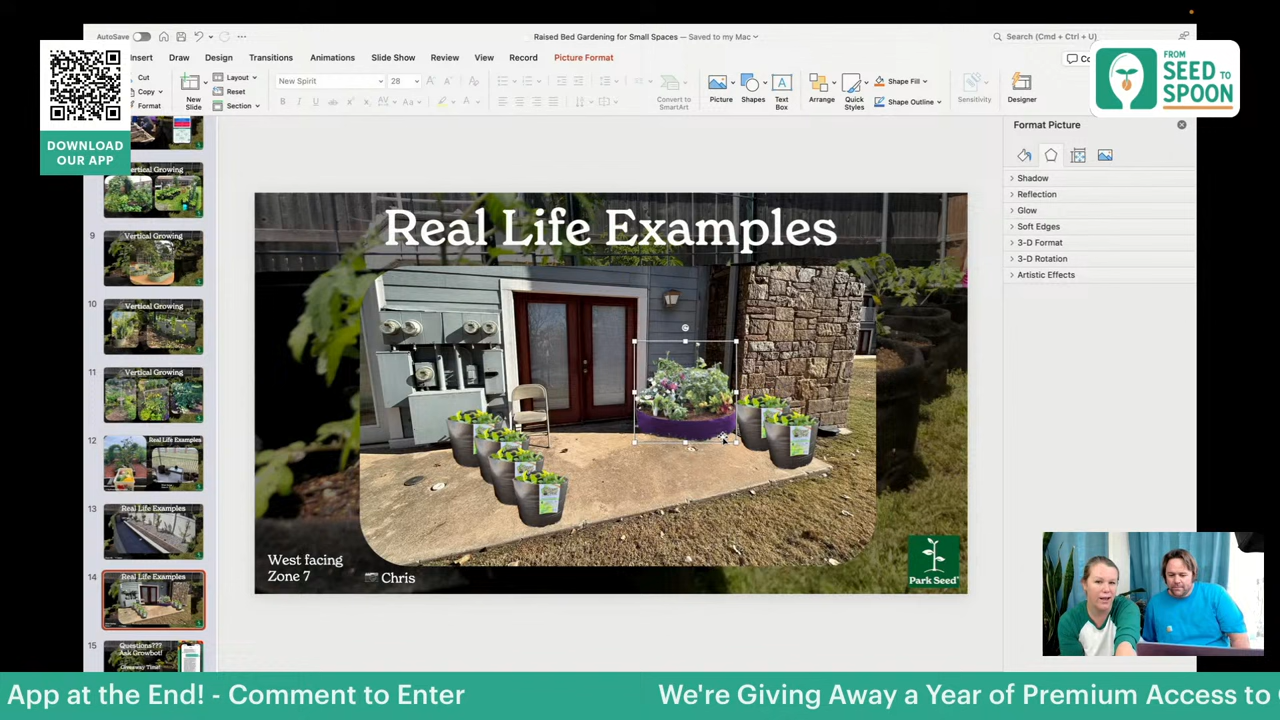 AutoSave
Raised Bed Gardening for Small Spaces — Saved to my Mac
Search (Cmd + Ctrl + U)
Insert
Draw
Design
Transitions
Animations
Slide Show
Review
View
Record
Picture Format
Cut
Copy
Format
New Slide
Layout
Reset
Section
New Spirit
28
Convert to SmartArt
Picture
Shapes
Text Box
Arrange
Quick Styles
Shape Fill
Shape Outline
Sensitivity
Designer
FROM
SEED
TO
SPOON
DOWNLOAD
OUR APP
Format Picture
Shadow
Reflection
Glow
Soft Edges
3-D Format
3-D Rotation
Artistic Effects
Vertical Growing
9
Vertical Growing
10
Vertical Growing
11
Vertical Growing
12
Real Life Examples
13
Real Life Examples
14
Real Life Examples
15
Questions???
Ask Growbot!
Giveaway Time!
Real Life Examples
West facing
Zone 7
Chris
Park Seed
App at the End! - Comment to Enter
We're Giving Away a Year of Premium Access to